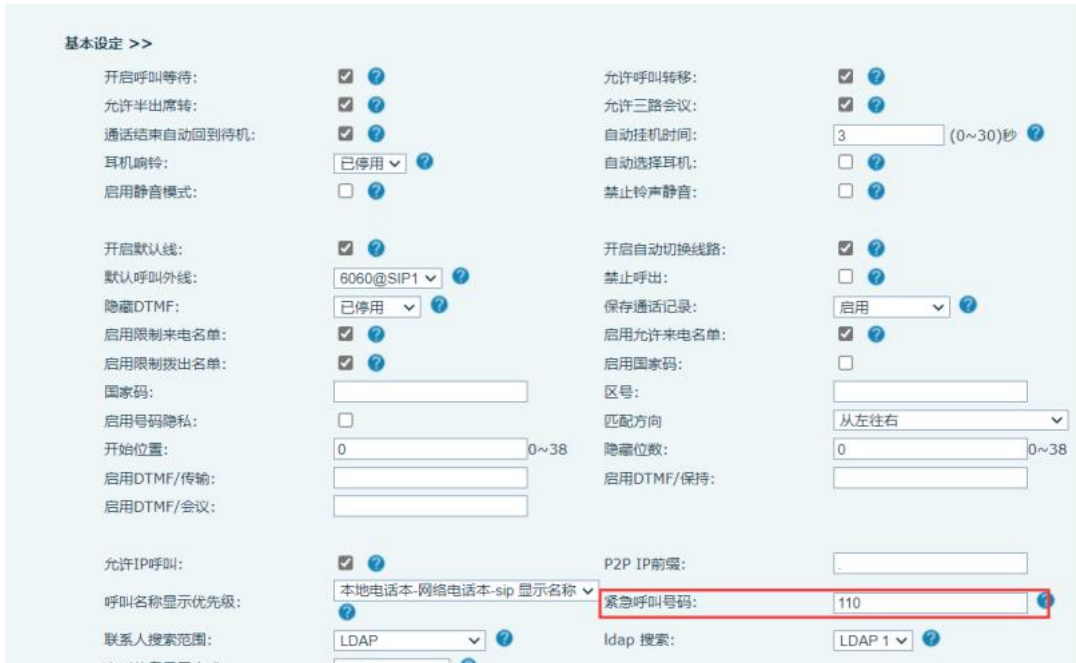 基本设定 >>
开启呼叫等待: 允许呼叫转移:
允许半出席转: 允许三路会议:
通话结束自动回到待机: 自动挂机时间: 3 (0~30)秒
耳机响铃: 已停用 自动选择耳机:
启用静音模式: 禁止铃声静音:
开启默认线: 开启自动切换线路:
默认呼叫外线: 6060@SIP1 禁止呼出:
隐藏DTMF: 已停用 保存通话记录: 启用
启用限制来电名单: 启用允许来电名单:
启用限制拨出名单: 启用国家码:
国家码: 区号:
启用号码隐私: 匹配方向 从左往右
开始位置: 0 0~38 隐藏位数: 0 0~38
启用DTMF/传输: 启用DTMF/保持:
启用DTMF/会议:
允许IP呼叫: P2P IP前缀: .
呼叫名称显示优先级: 本地电话本-网络电话本-sip 显示名称 紧急呼叫号码: 110
联系人搜索范围: LDAP ldap 搜索: LDAP 1